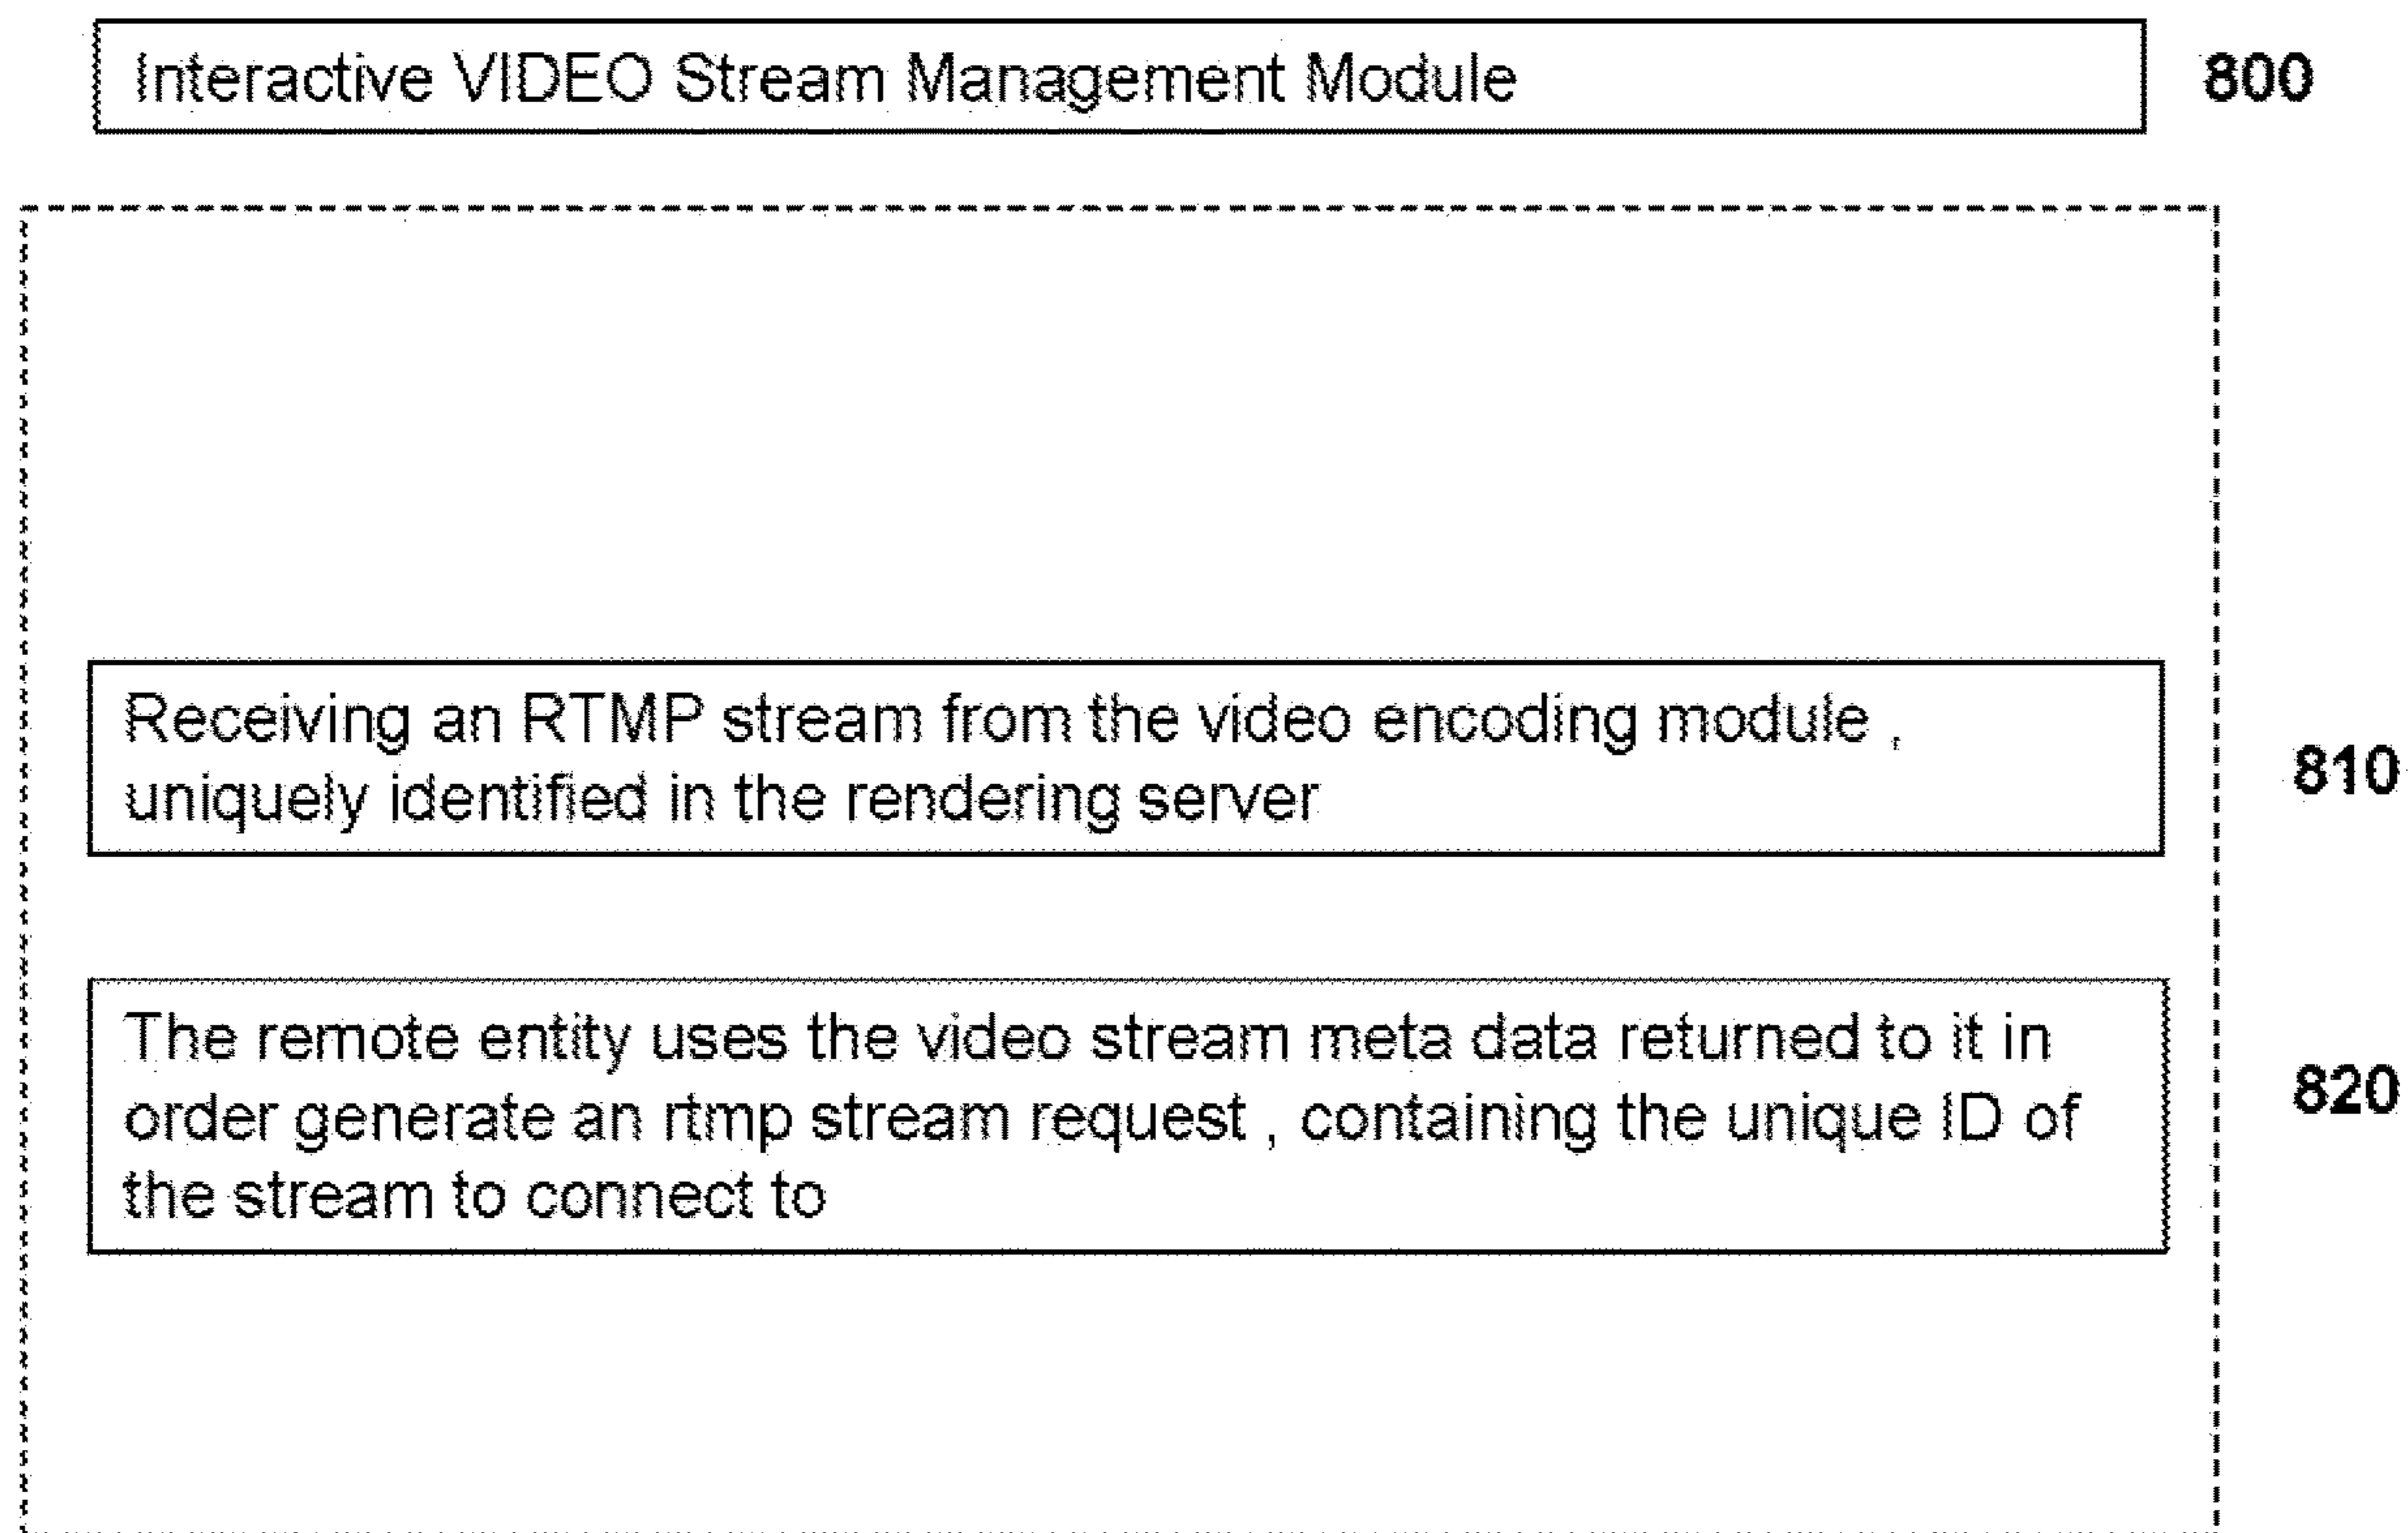 Interactive VIDEO Stream Management Module
800
Receiving an RTMP stream from the video encoding module ,
uniquely identified in the rendering server
810
The remote entity uses the video stream meta data returned to it in
order generate an rtmp stream request , containing the unique ID of
the stream to connect to
820